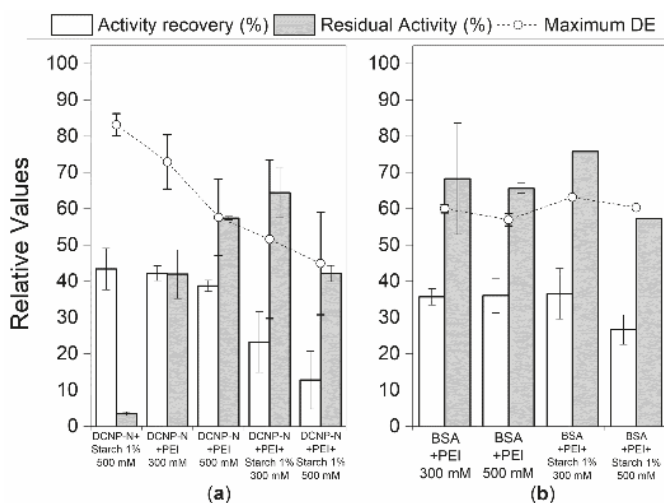 Activity recovery (%) Residual Activity (%) Maximum DE
Relative Values
100
90
80
70
60
50
40
30
20
10
0
DCNP-N+
Starch 1%
500 mM
DCNP-N
+PEI
300 mM
DCNP-N
+PEI
500 mM
DCNP-N
+PEI+
Starch 1%
300 mM
DCNP-N
+PEI+
Starch 1%
500 mM
(a)
100
90
80
70
60
50
40
30
20
10
0
BSA
+PEI
300 mM
BSA
+PEI
500 mM
BSA
+PEI+
Starch 1%
300 mM
BSA
+PEI+
Starch 1%
500 mM
(b)